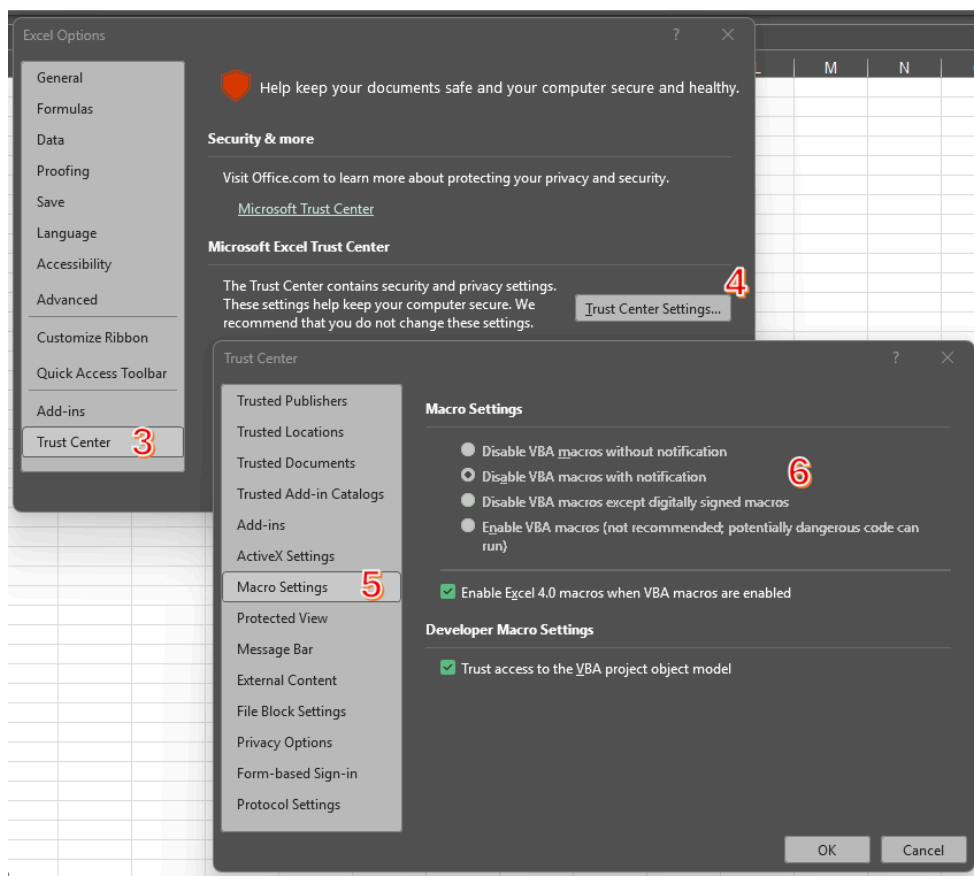 Excel Options
?
L
M
N
General
Formulas
Data
Proofing
Save
Language
Accessibility
Advanced
Customize Ribbon
Quick Access Toolbar
Add-ins
Trust Center
3
Help keep your documents safe and your computer secure and healthy.
Security & more
Visit Office.com to learn more about protecting your privacy and security.
Microsoft Trust Center
Microsoft Excel Trust Center
The Trust Center contains security and privacy settings.
These settings help keep your computer secure. We
recommend that you do not change these settings.
4
Trust Center Settings...
Trust Center
?
Trusted Publishers
Trusted Locations
Trusted Documents
Trusted Add-in Catalogs
Add-ins
ActiveX Settings
Macro Settings
5
Protected View
Message Bar
External Content
File Block Settings
Privacy Options
Form-based Sign-in
Protocol Settings
Macro Settings
Disable VBA macros without notification
Disable VBA macros with notification
6
Disable VBA macros except digitally signed macros
Enable VBA macros (not recommended; potentially dangerous code can
run)
Enable Excel 4.0 macros when VBA macros are enabled
Developer Macro Settings
Trust access to the VBA project object model
OK
Cancel